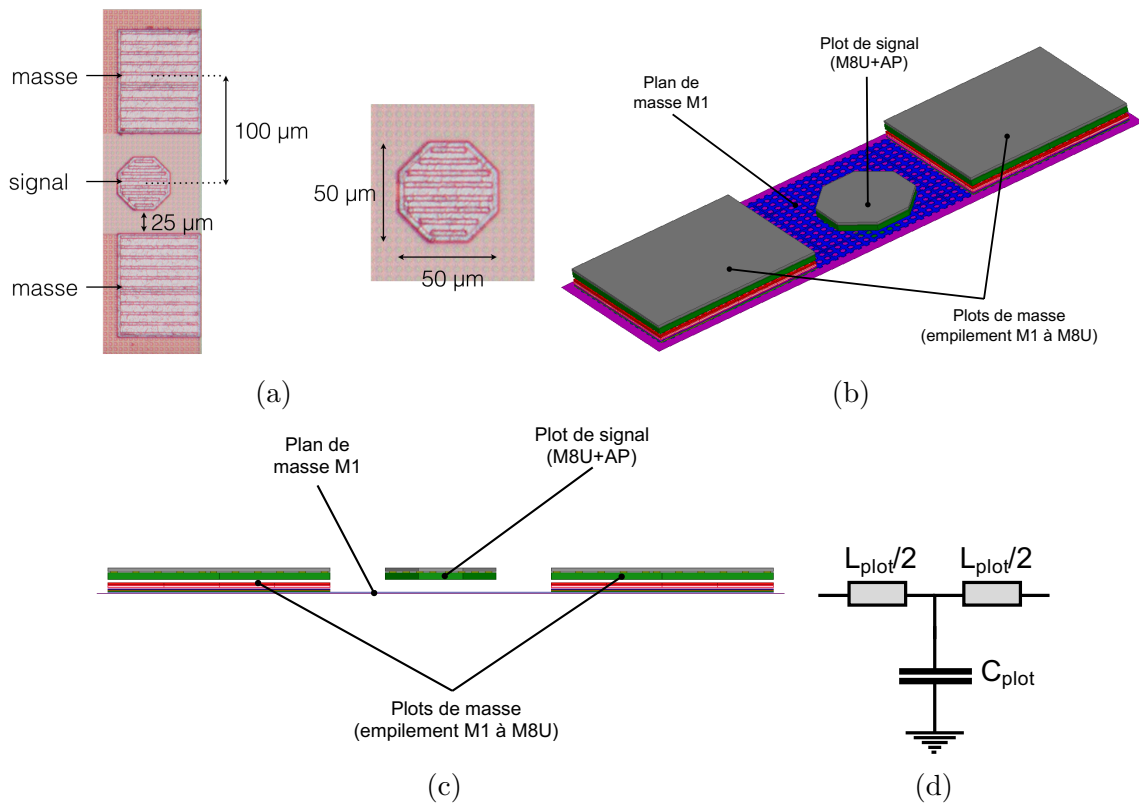 masse
100 µm
signal
25 µm
masse
50 µm
50 µm
(a)
Plot de signal
(M8U+AP)
Plan de
masse M1
Plots de masse
(empilement M1 à M8U)
(b)
Plan de
masse M1
Plot de signal
(M8U+AP)
Plots de masse
(empilement M1 à M8U)
(c)
Lplot/2 Lplot/2
Cplot
(d)